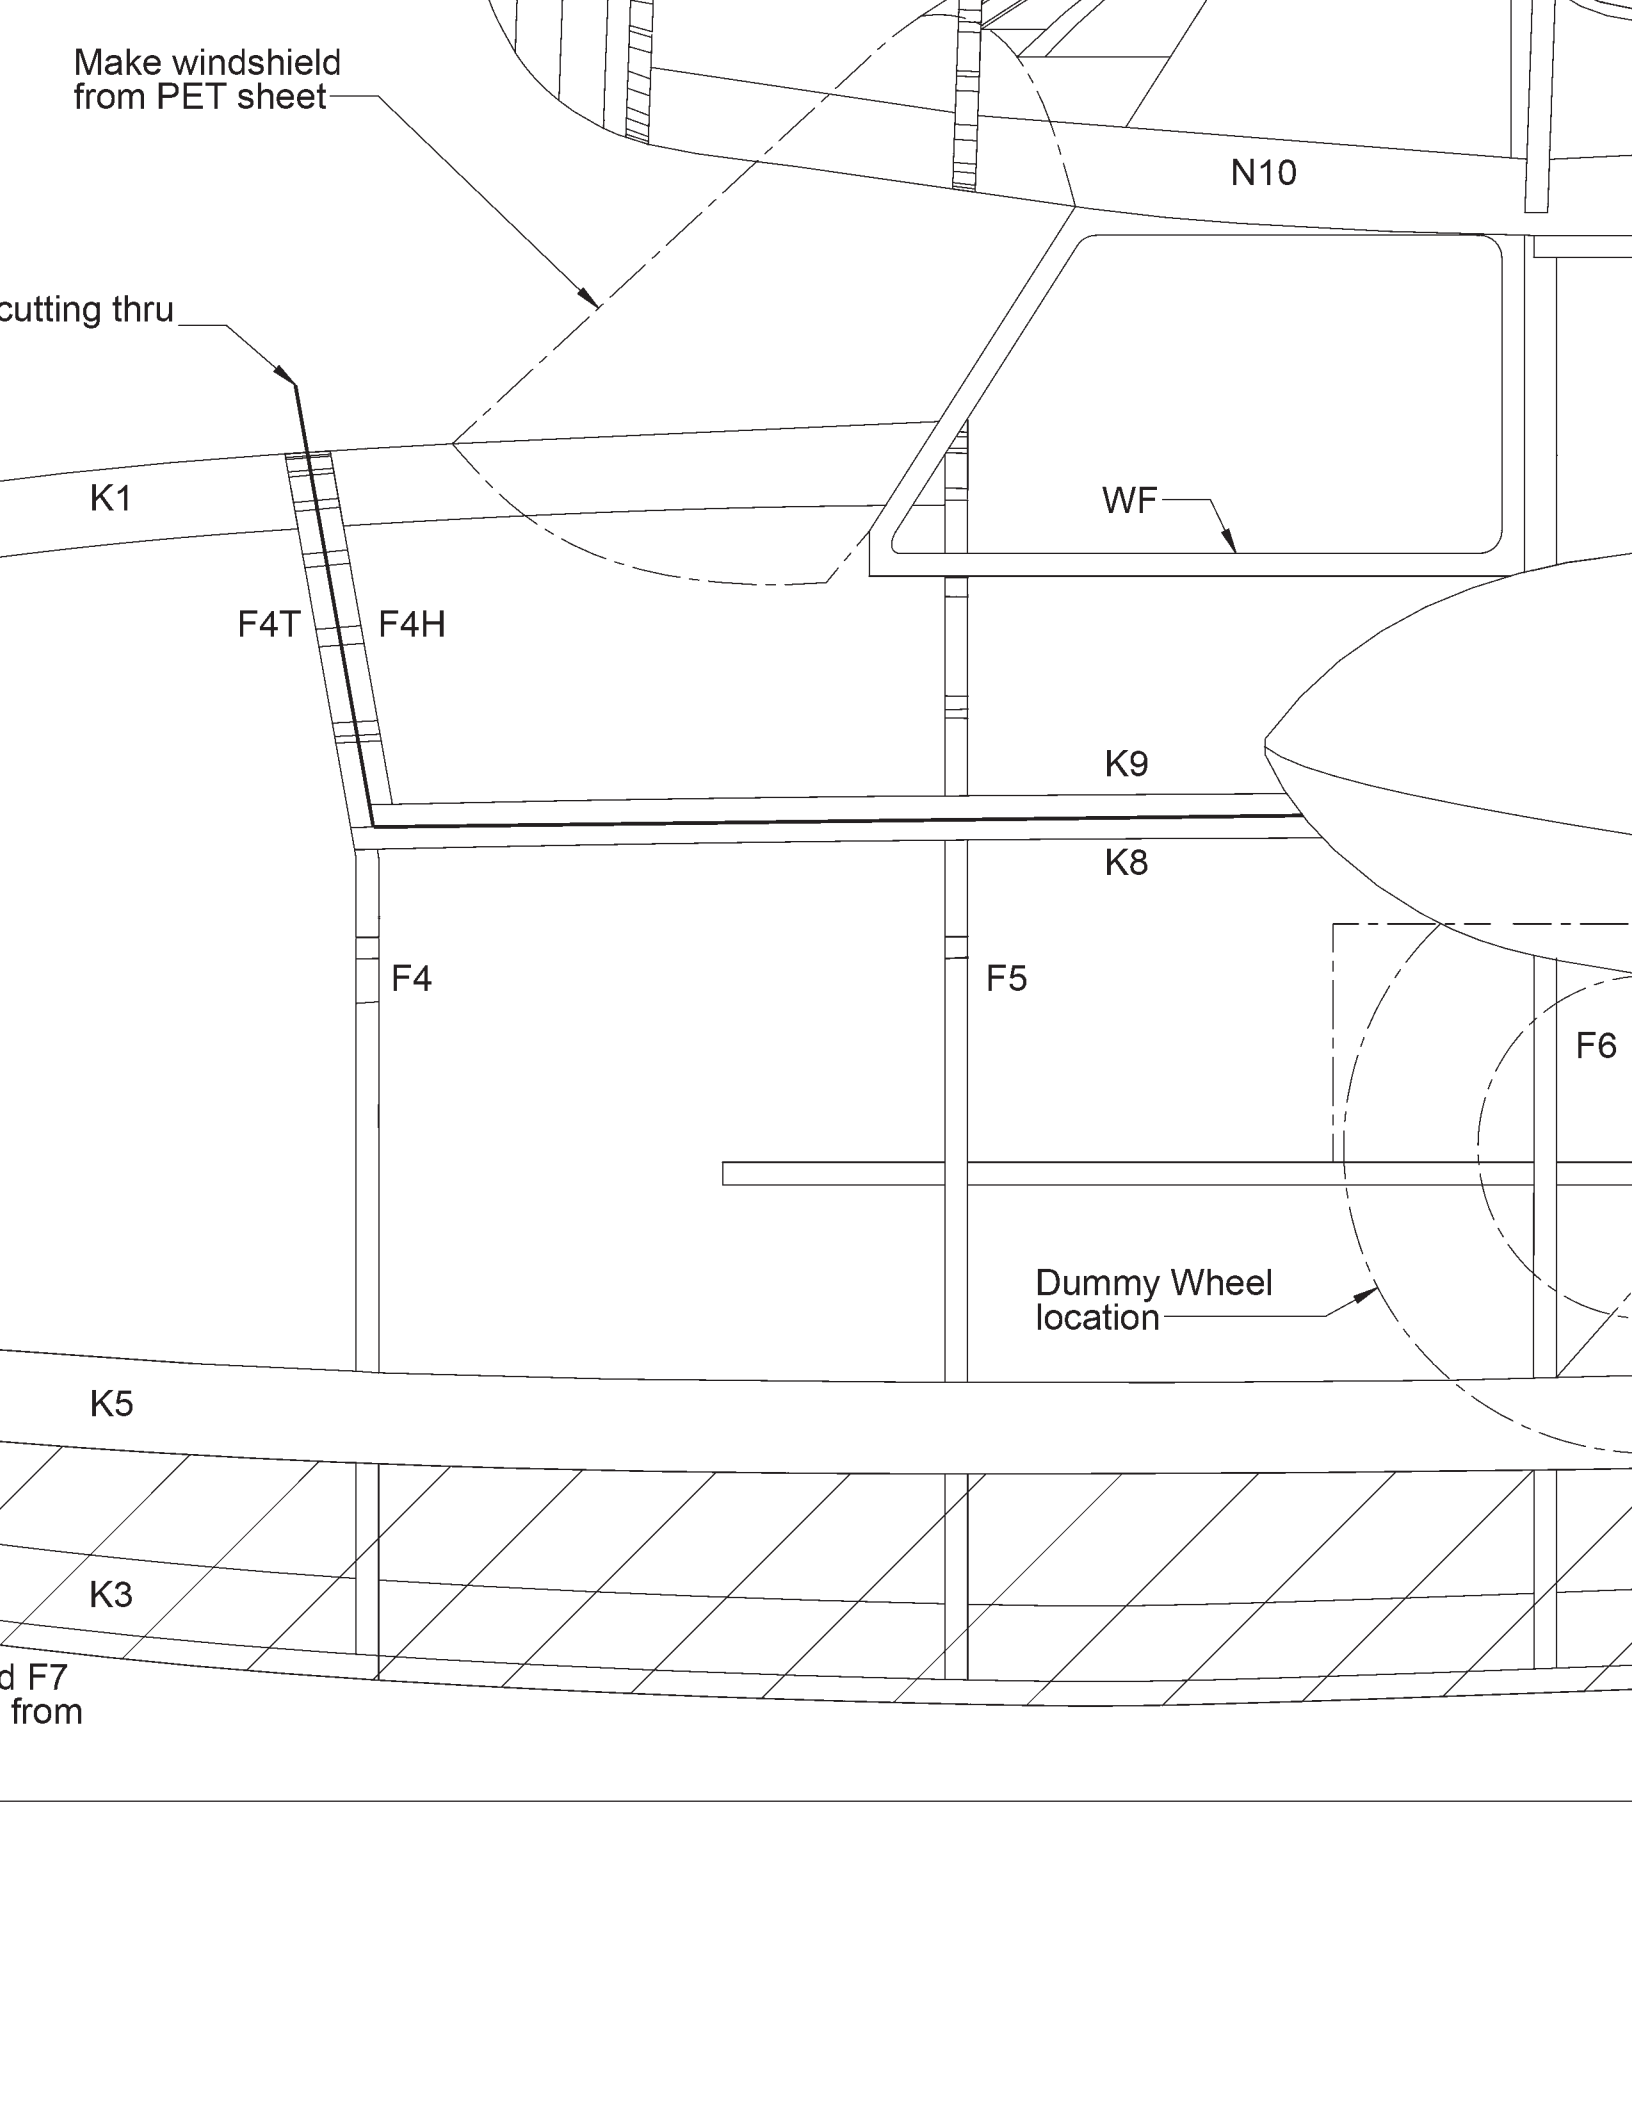 Make windshield
from PET sheet
N10
cutting thru
K1
WF
F4T
F4H
K9
K8
F4
F5
F6
Dummy Wheel
location
K5
K3
d F7
from